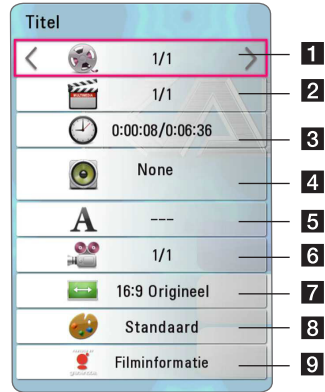 Titel
1/1 1
1/1 2
0:00:08/0:06:36 3
None 4
A --- 5
1/1 6
16:9 Origineel 7
Standaard 8
Filminformatie 9